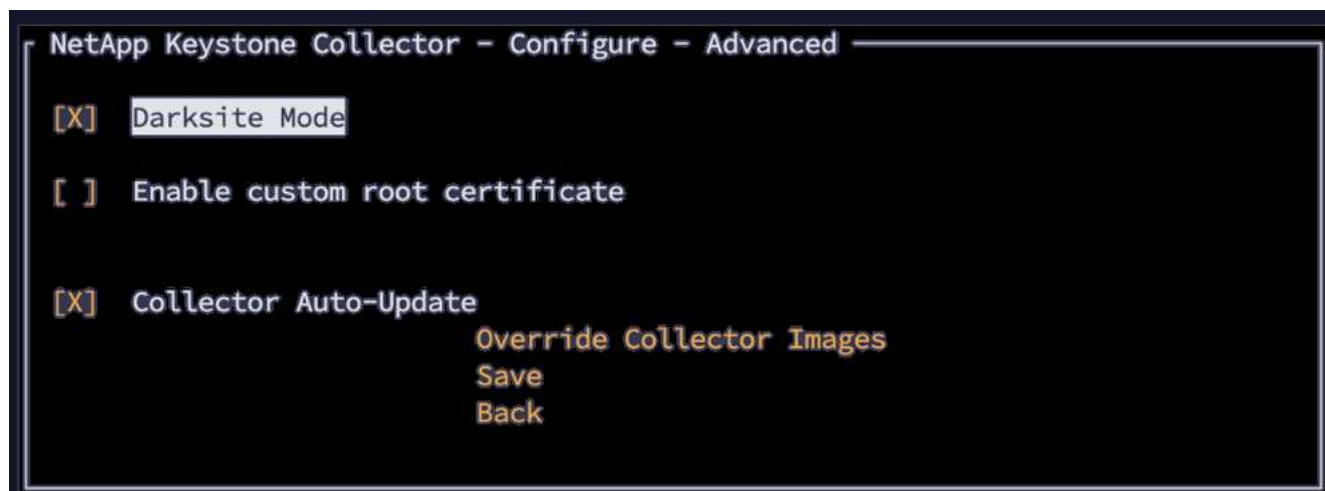 NetApp Keystone Collector - Configure - Advanced
[X] Darksite Mode
[ ] Enable custom root certificate
[X] Collector Auto-Update
Override Collector Images
Save
Back